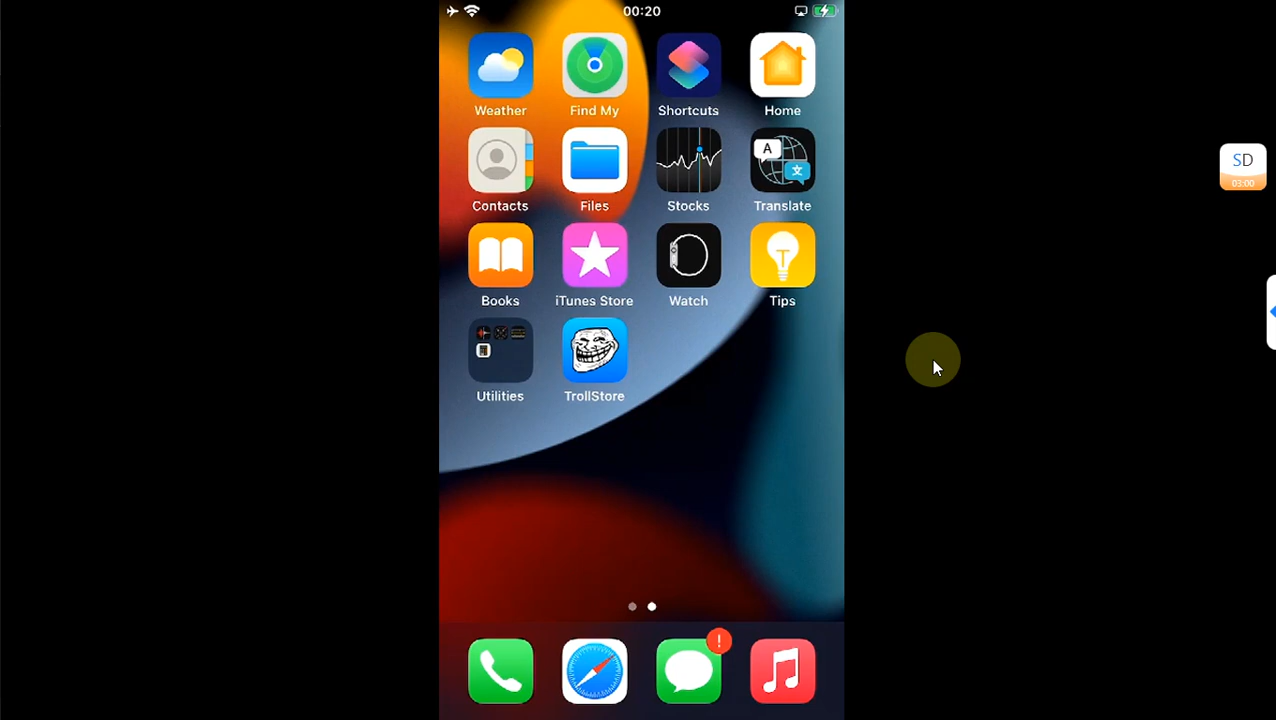 00:20
Weather
Find My
Shortcuts
Home
A
文
Contacts
Files
Stocks
Translate
T
Books
iTunes Store
Watch
Tips
Utilities
TrollStore
!
SD
03:00